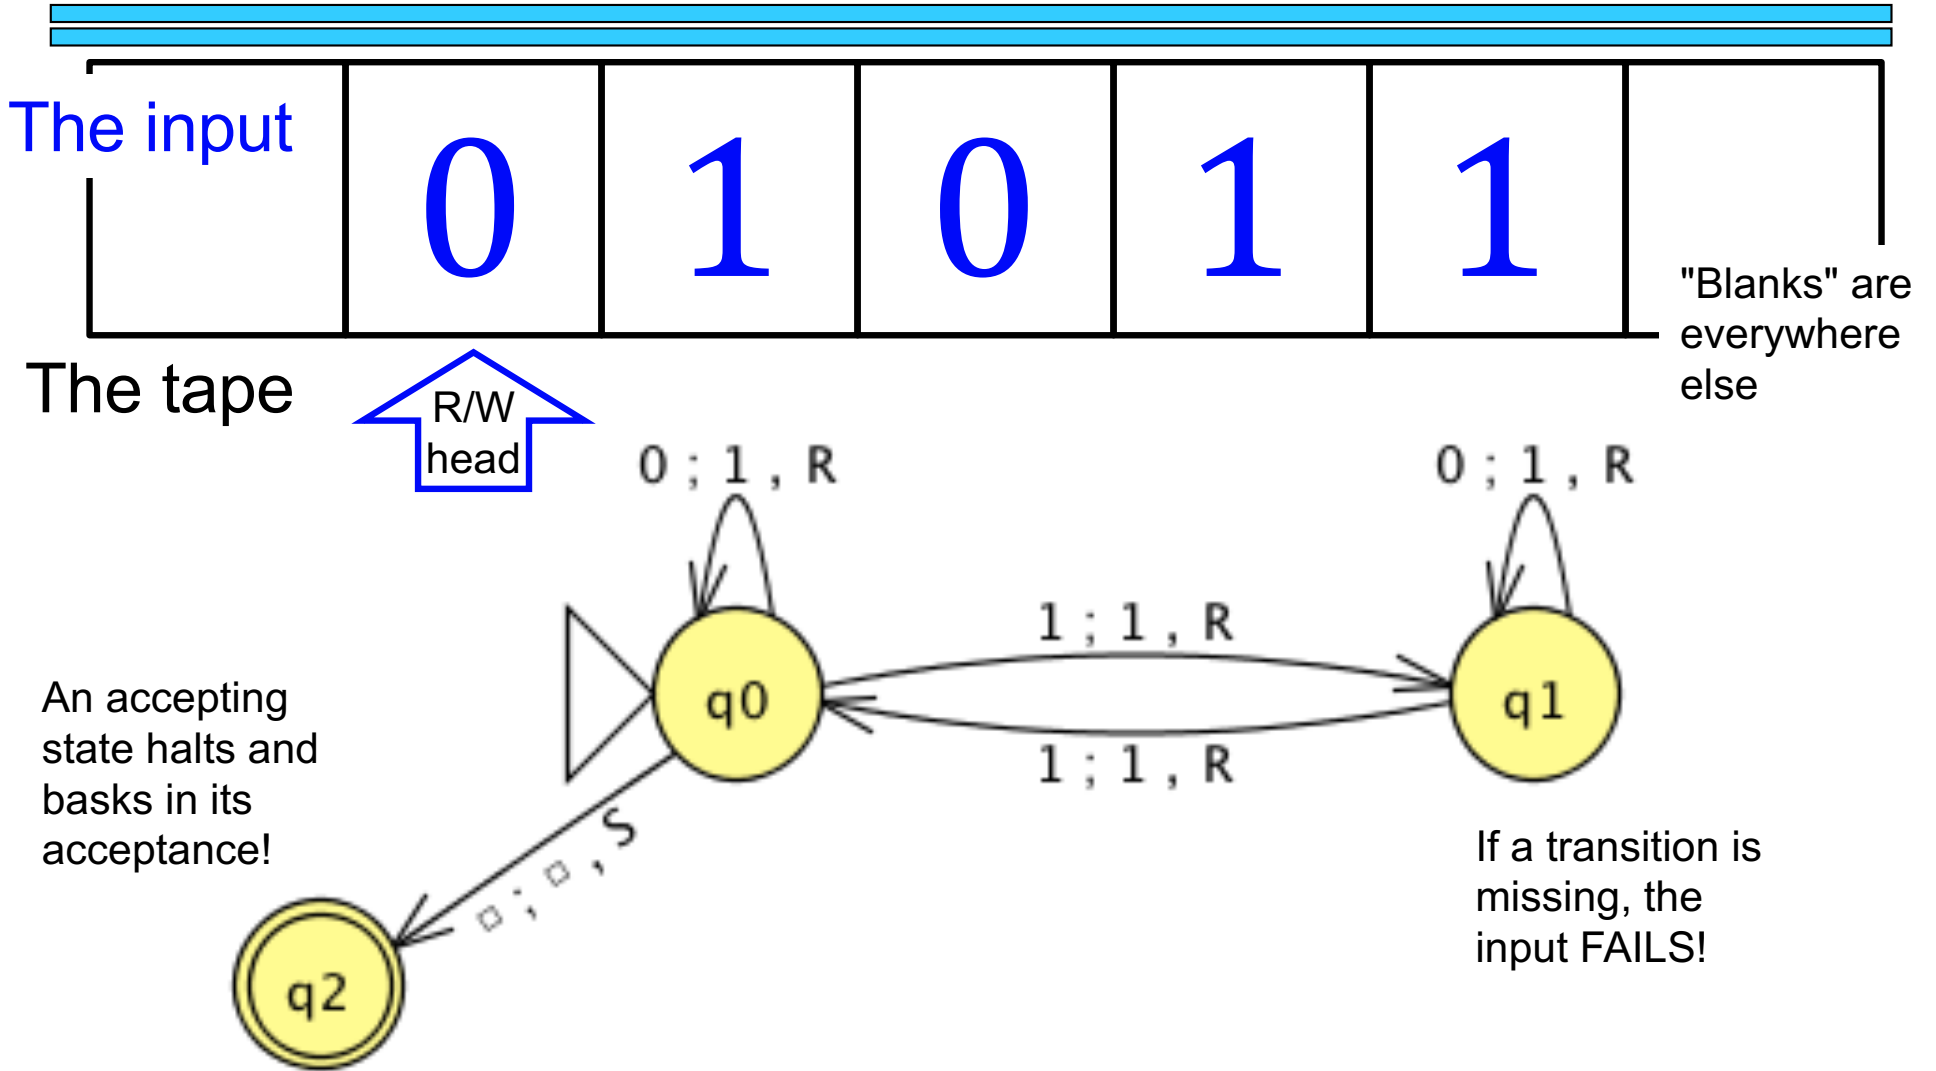 The input
0 1 0 1 1
"Blanks" are
everywhere
else
The tape
R/W
head
0 ; 1 , R
0 ; 1 , R
1 ; 1 , R
q0
q1
1 ; 1 , R
An accepting
state halts and
basks in its
acceptance!
□ ; □ , S
If a transition is
missing, the
input FAILS!
q2